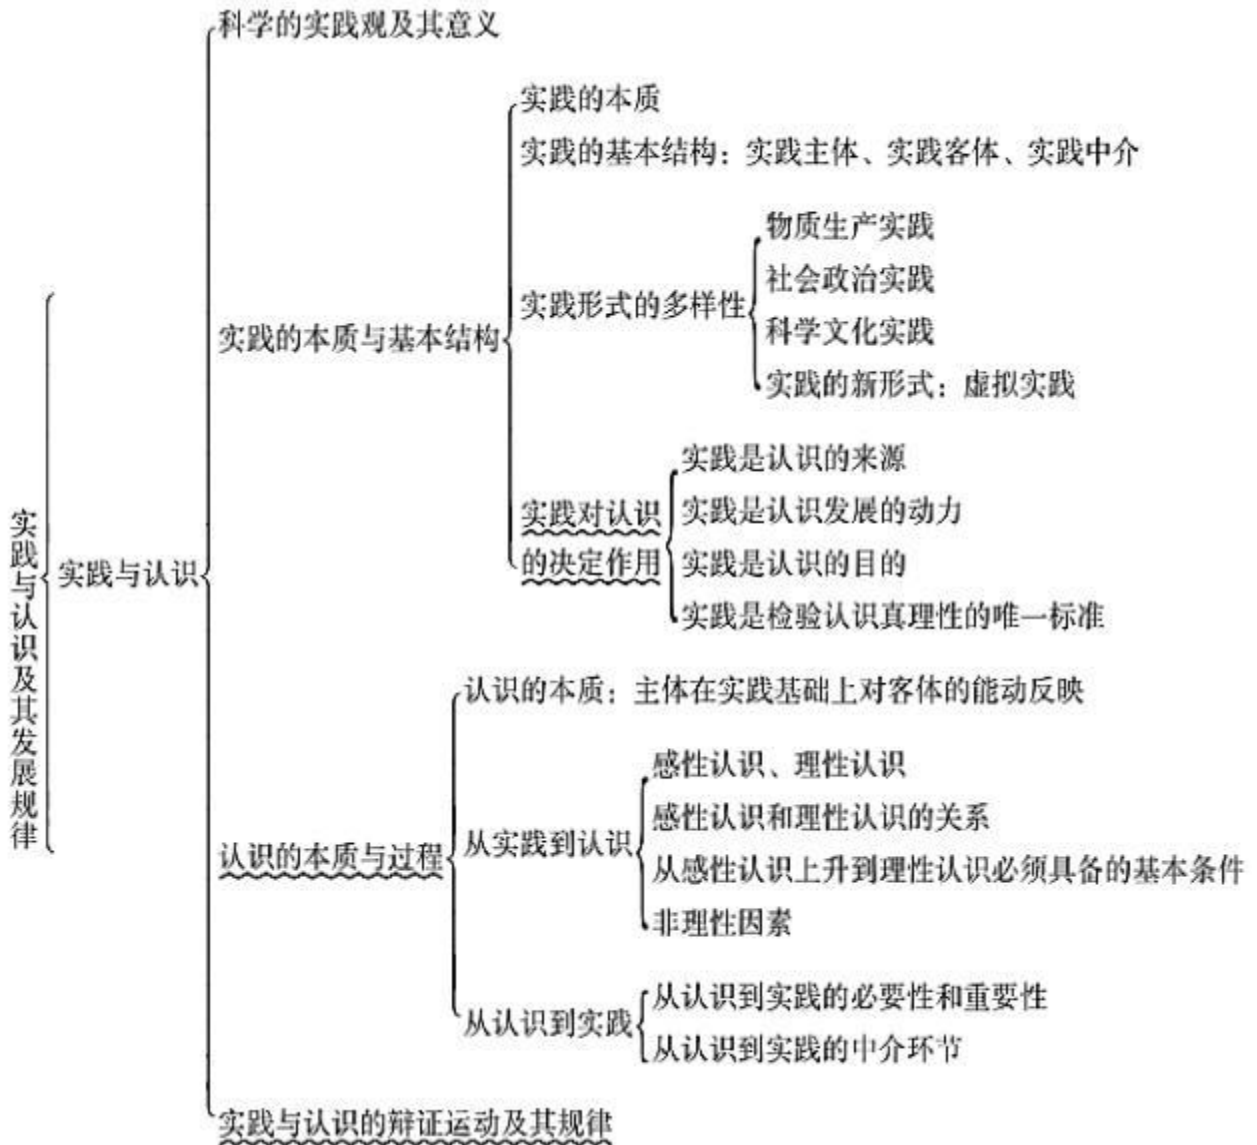 科学的实践观及其意义
实践的本质
实践的基本结构：实践主体、实践客体、实践中介
物质生产实践
社会政治实践
实践形式的多样性
科学文化实践
实践的本质与基本结构
实践的新形式：虚拟实践
实践是认识的来源
实践对认识
的决定作用
实践是认识发展的动力
实践是认识的目的
实践是检验认识真理性的唯一标准
实践与认识及其发展规律
实践与认识
认识的本质：主体在实践基础上对客体的能动反映
感性认识、理性认识
感性认识和理性认识的关系
从实践到认识
认识的本质与过程
从感性认识上升到理性认识必须具备的基本条件
非理性因素
从认识到实践的必要性和重要性
从认识到实践
从认识到实践的中介环节
实践与认识的辩证运动及其规律